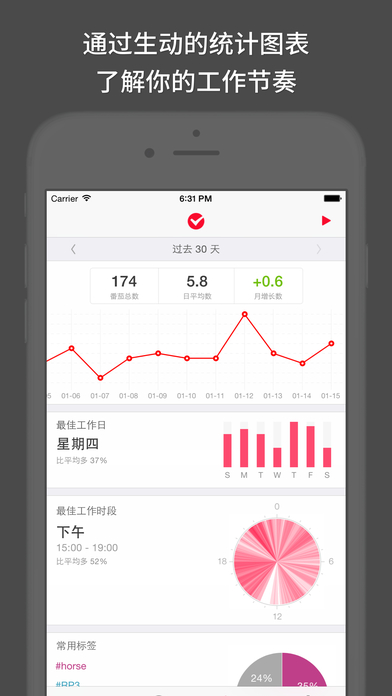 通过生动的统计图表
了解你的工作节奏
Carrier 6:31 PM
过去 30 天
174 5.8 +0.6
番茄总数 日平均数 月增长数
01-06 01-07 01-08 01-09 01-10 01-11 01-12 01-13 01-14 01-15
最佳工作日
星期四
比平均多 37%
S M T W T F S
最佳工作时段
下午
15:00 - 19:00
比平均多 52%
0
18 6
12
常用标签
#horse
24% 35%